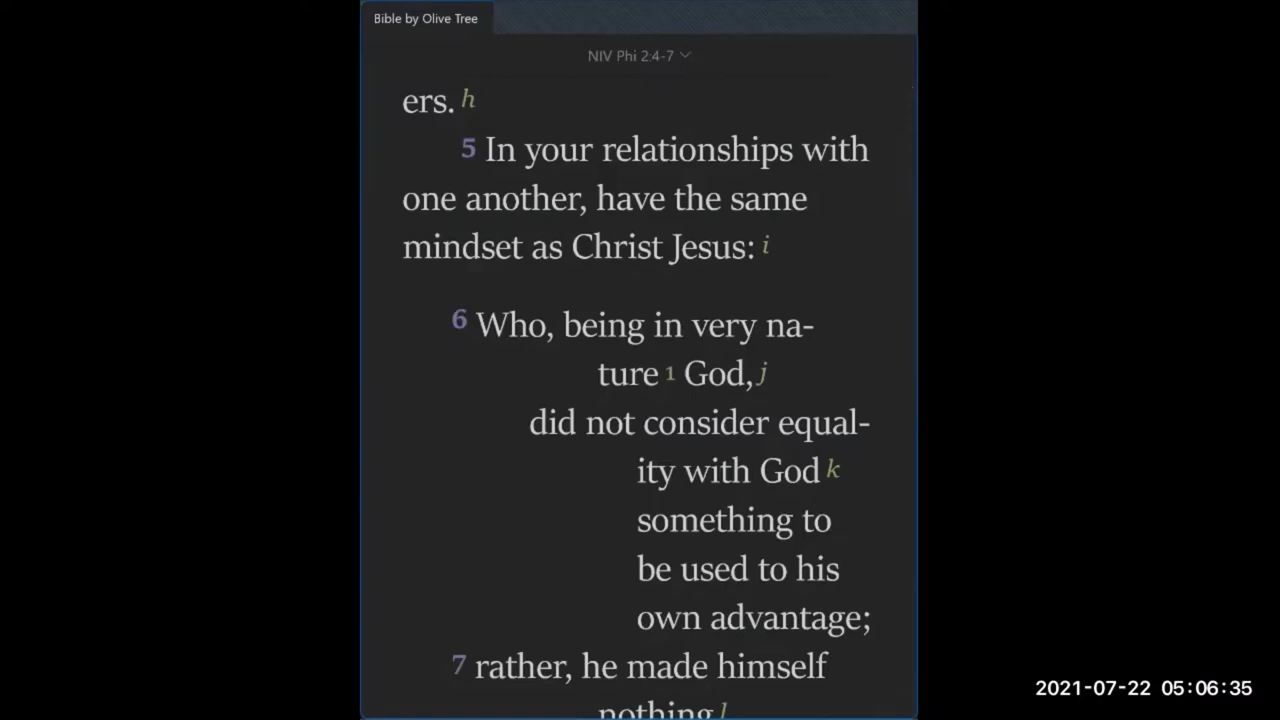 Bible by Olive Tree
NIV Phi 2:4-7
ers. h
5 In your relationships with
one another, have the same
mindset as Christ Jesus: i
6 Who, being in very na-
ture 1 God, j
did not consider equal-
ity with God k
something to
be used to his
own advantage;
7 rather, he made himself
nothing l
2021-07-22 05:06:35